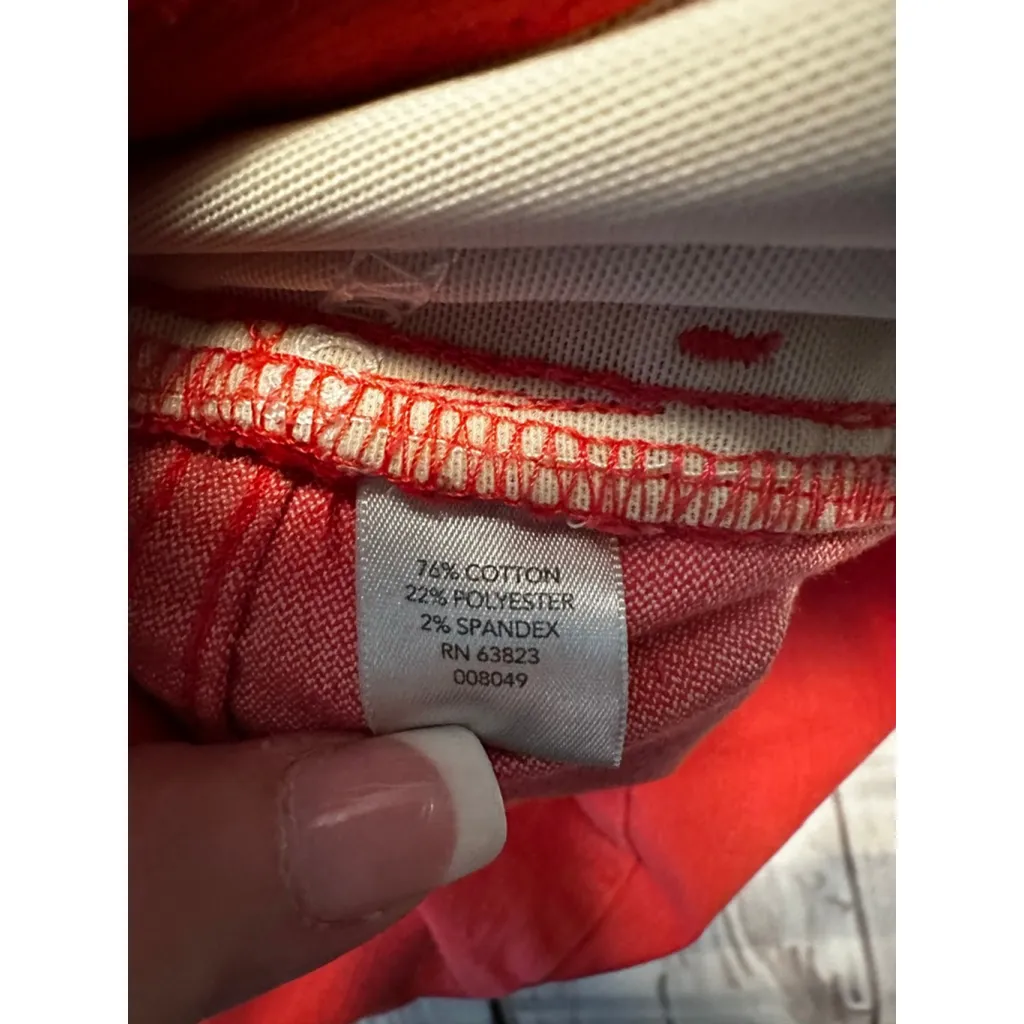 76% COTTON
22% POLYESTER
2% SPANDEX
RN 63823
008049